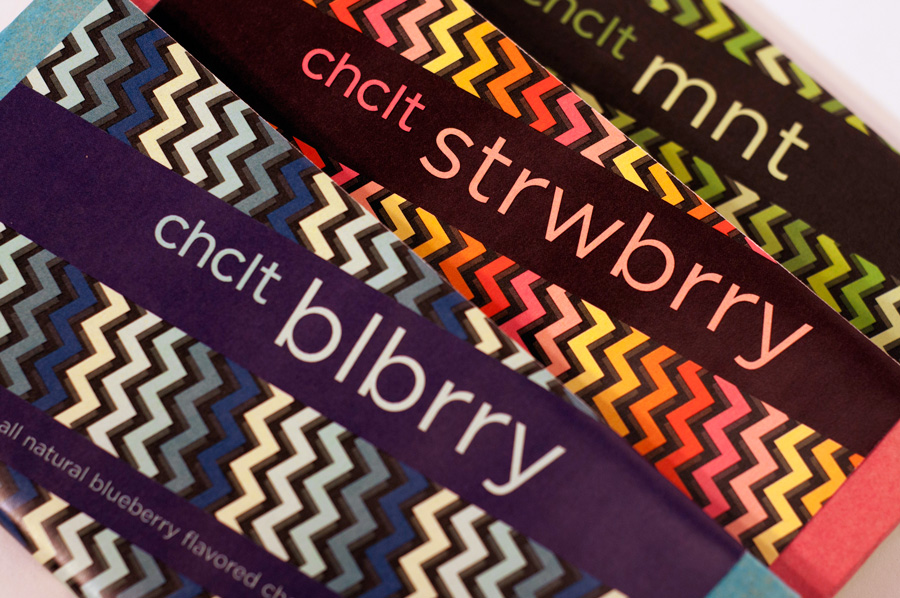 chclt mnt
chclt strwbrry
chclt blbrry
all natural blueberry flavored